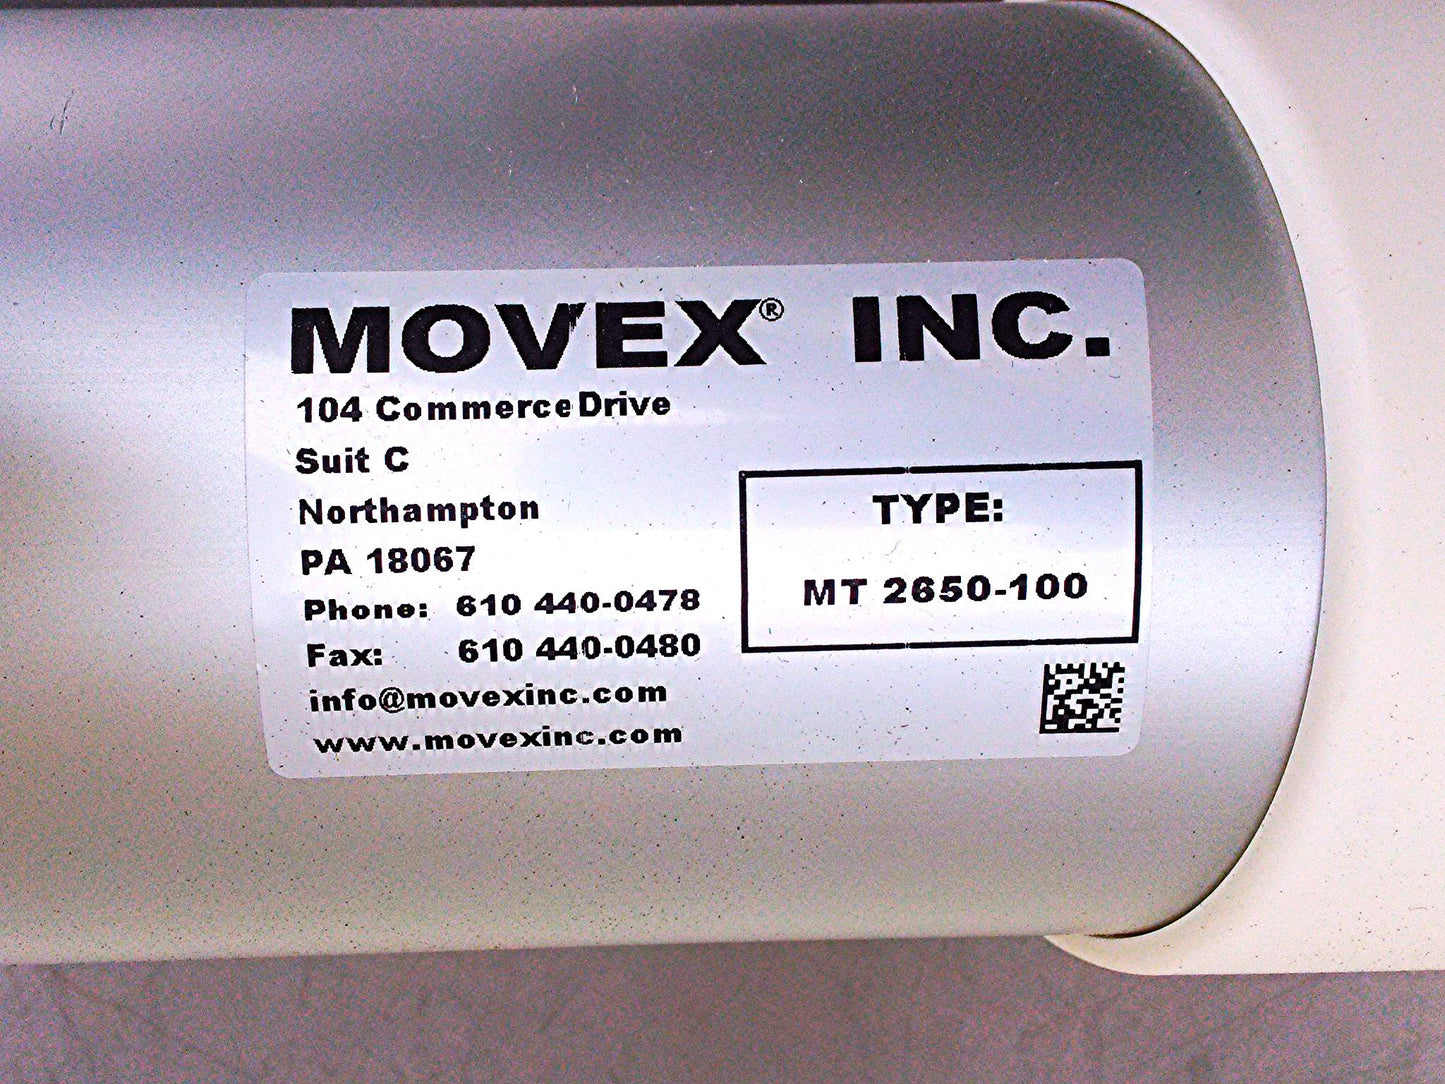 MOVEX® INC.
104 Commerce Drive
Suit C
Northampton
PA 18067
Phone: 610 440-0478
Fax: 610 440-0480
info@movexinc.com
www.movexinc.com
TYPE:
MT 2650-100